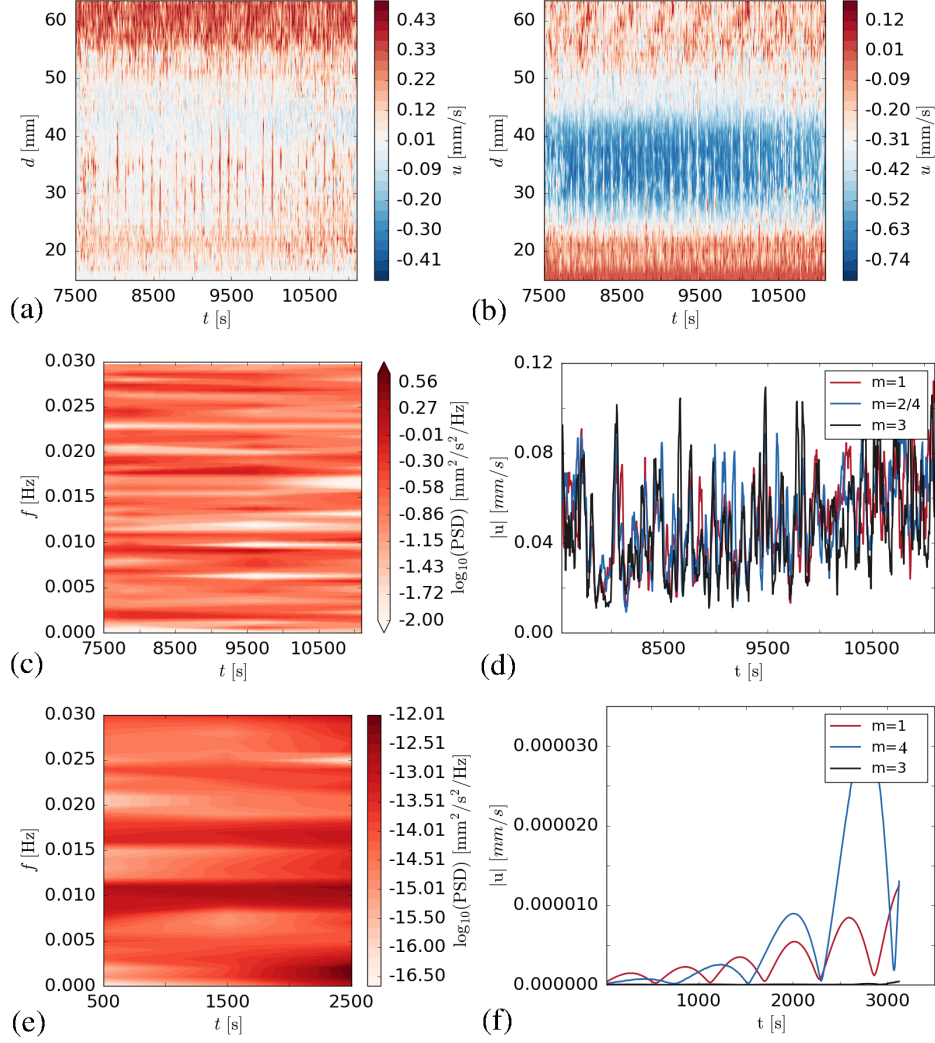 60
50
40
30
20
d [mm]
7500 8500 9500 10500
t [s]
0.43
0.33
0.22
0.12
0.01
-0.09
-0.20
-0.30
-0.41
u [mm/s]
(a)
60
50
40
30
20
d [mm]
7500 8500 9500 10500
t [s]
0.12
0.01
-0.09
-0.20
-0.31
-0.42
-0.52
-0.63
-0.74
u [mm/s]
(b)
0.030
0.025
0.020
0.015
0.010
0.005
0.000
f [Hz]
7500 8500 9500 10500
t [s]
0.56
0.27
-0.01
-0.30
-0.58
-0.86
-1.15
-1.43
-1.72
-2.00
log₁₀(PSD) [mm²/s²/Hz]
(c)
0.12
0.08
0.04
0.00
|u| [mm/s]
m=1
m=2/4
m=3
8500 9500 10500
t [s]
(d)
0.030
0.025
0.020
0.015
0.010
0.005
0.000
f [Hz]
500 1500 2500
t [s]
-12.01
-12.51
-13.01
-13.51
-14.01
-14.51
-15.01
-15.50
-16.00
-16.50
log₁₀(PSD) [mm²/s²/Hz]
(e)
0.000030
0.000020
0.000010
0.000000
|u| [mm/s]
m=1
m=4
m=3
1000 2000 3000
t [s]
(f)